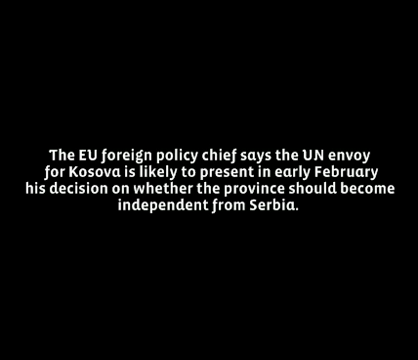 The EU foreign policy chief says the UN envoy
for Kosova is likely to present in early February
his decision on whether the province should become
independent from Serbia.